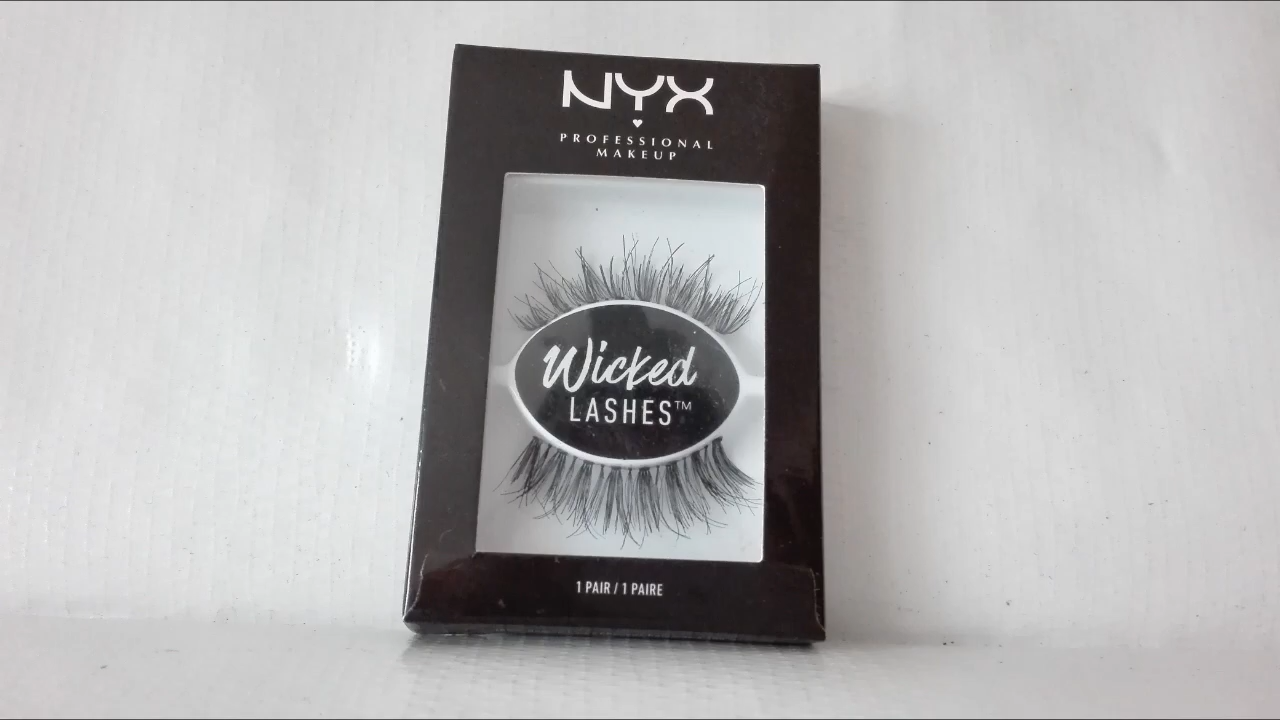 NYX
PROFESSIONAL
MAKEUP
Wicked
LASHES™
1 PAIR / 1 PAIRE